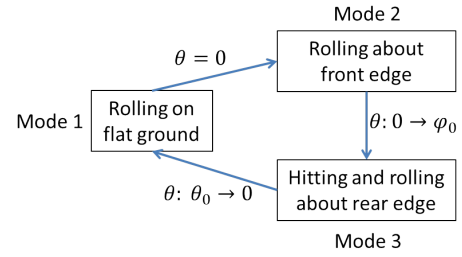 Mode 2
Rolling about
front edge
θ = 0
Mode 1
Rolling on
flat ground
θ: 0 → φ₀
θ: θ₀ → 0
Hitting and rolling
about rear edge
Mode 3